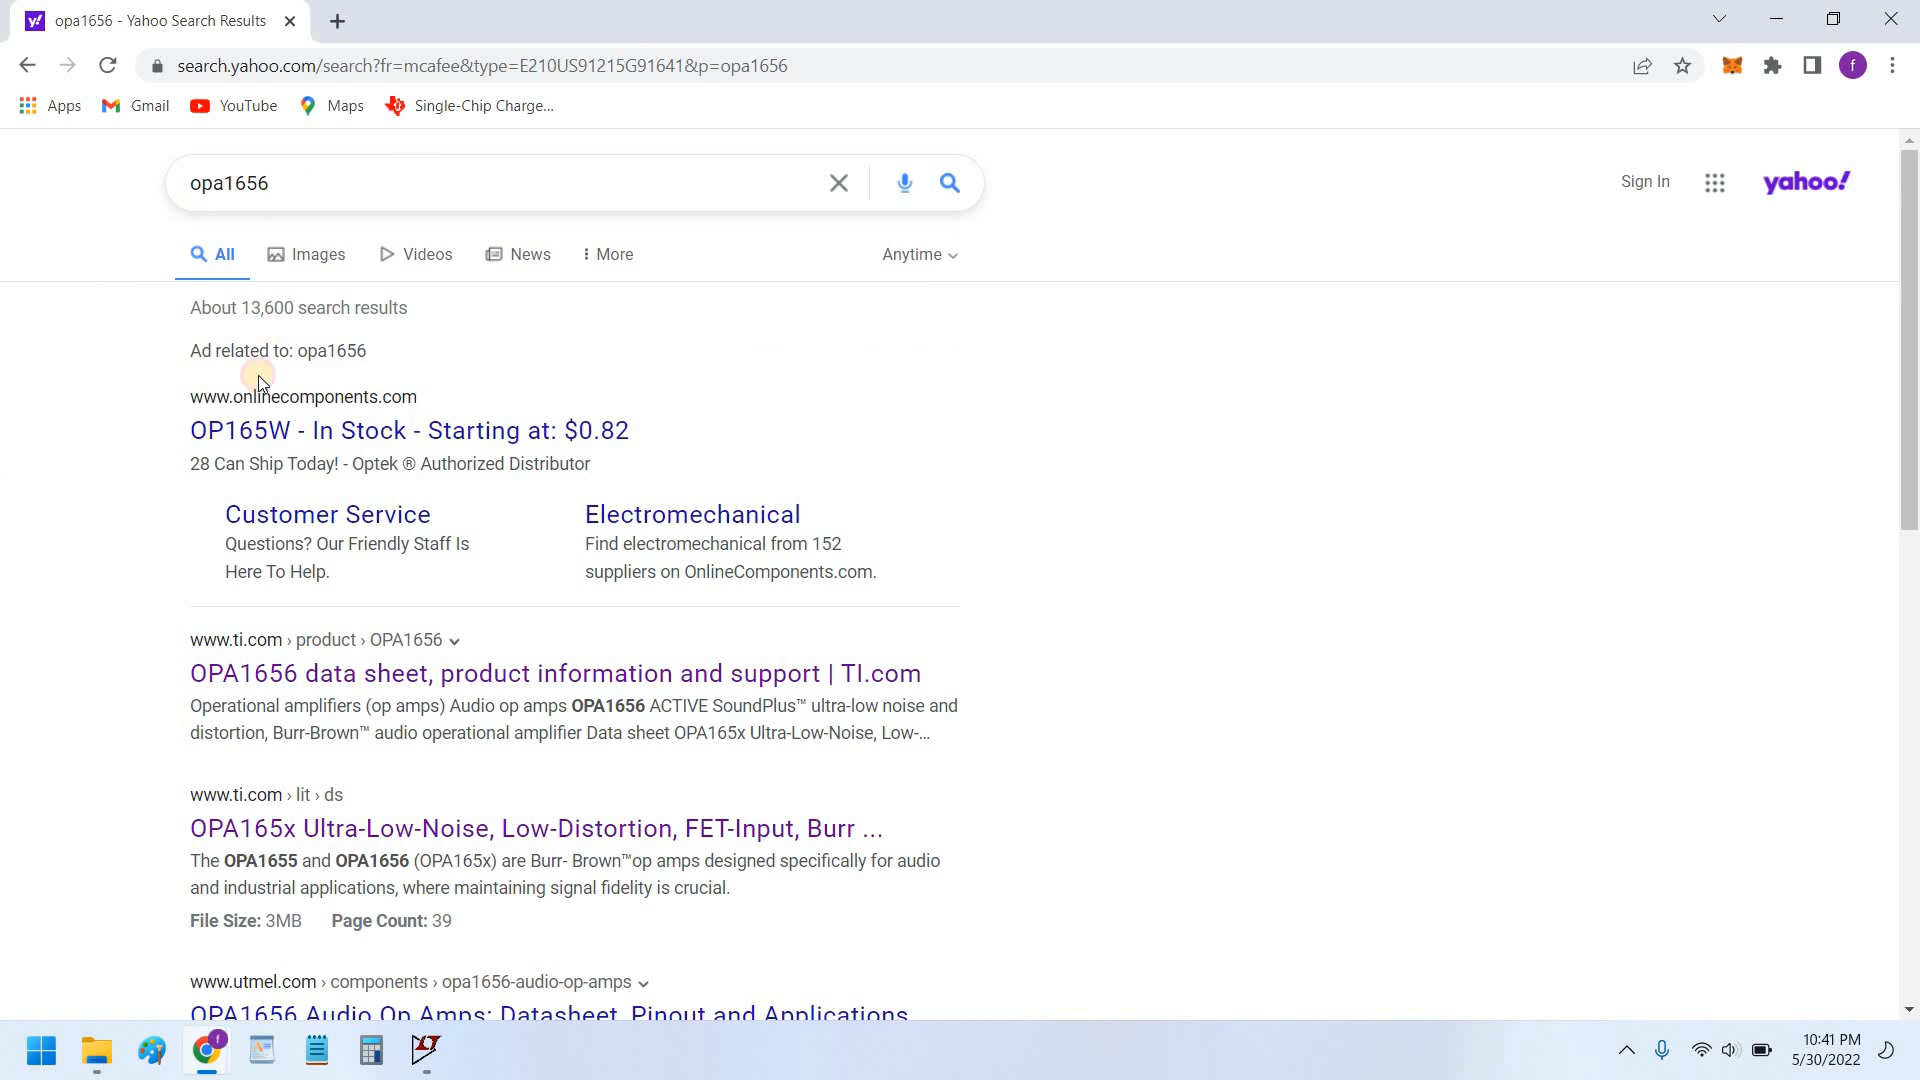 opa1656 - Yahoo Search Results
search.yahoo.com/search?fr=mcafee&type=E210US91215G91641&p=opa1656
f
Apps Gmail YouTube Maps Single-Chip Charge...
opa1656
Sign In
yahoo!
All Images Videos News More Anytime
About 13,600 search results
Ad related to: opa1656
www.onlinecomponents.com
OP165W - In Stock - Starting at: $0.82
28 Can Ship Today! - Optek ® Authorized Distributor
Customer Service
Questions? Our Friendly Staff Is
Here To Help.
Electromechanical
Find electromechanical from 152
suppliers on OnlineComponents.com.
www.ti.com › product › OPA1656
OPA1656 data sheet, product information and support | TI.com
Operational amplifiers (op amps) Audio op amps OPA1656 ACTIVE SoundPlus™ ultra-low noise and
distortion, Burr-Brown™ audio operational amplifier Data sheet OPA165x Ultra-Low-Noise, Low-...
www.ti.com › lit › ds
OPA165x Ultra-Low-Noise, Low-Distortion, FET-Input, Burr ...
The OPA1655 and OPA1656 (OPA165x) are Burr- Brown™op amps designed specifically for audio
and industrial applications, where maintaining signal fidelity is crucial.
File Size: 3MB Page Count: 39
www.utmel.com › components › opa1656-audio-op-amps
OPA1656 Audio Op Amps: Datasheet, Pinout and Applications
f
10:41 PM
5/30/2022